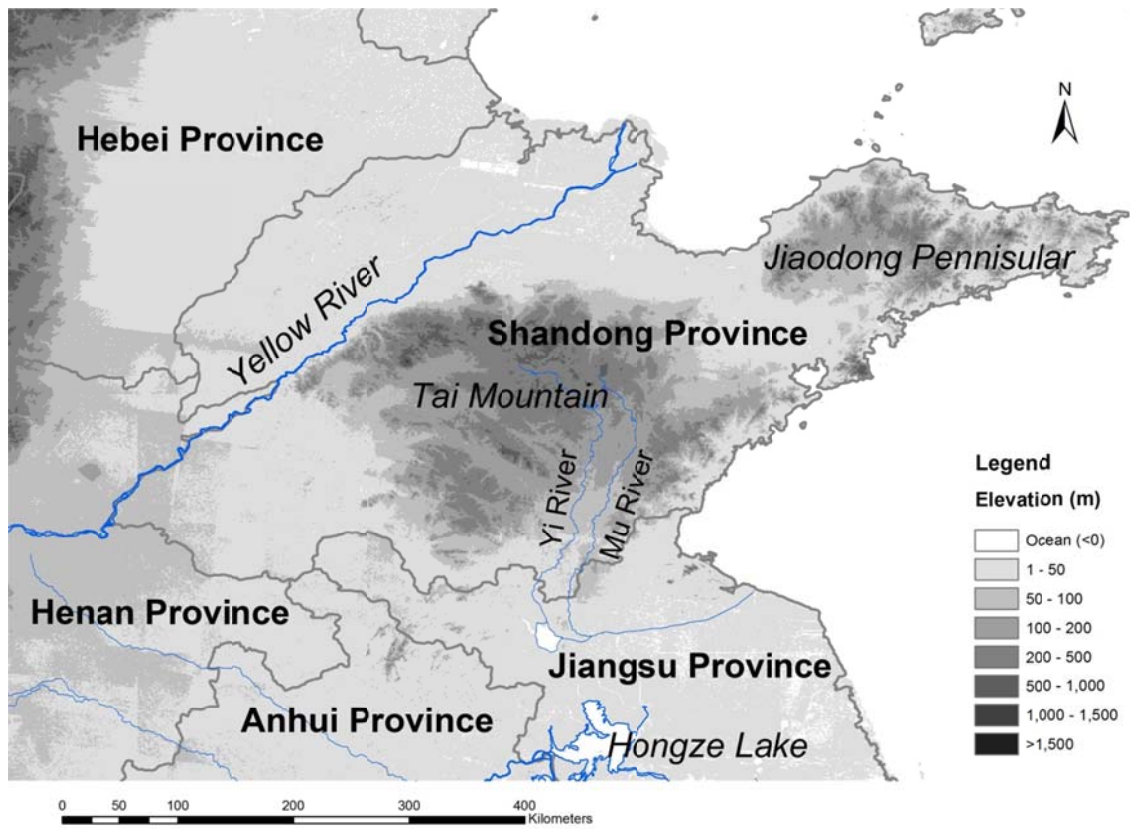 N
Hebei Province
Jiaodong Pennisular
Yellow River
Shandong Province
Tai Mountain
Yi River
Mu River
Henan Province
Jiangsu Province
Anhui Province
Hongze Lake
Legend
Elevation (m)
Ocean (<0)
1 - 50
50 - 100
100 - 200
200 - 500
500 - 1,000
1,000 - 1,500
>1,500
0 50 100 200 300 400
Kilometers